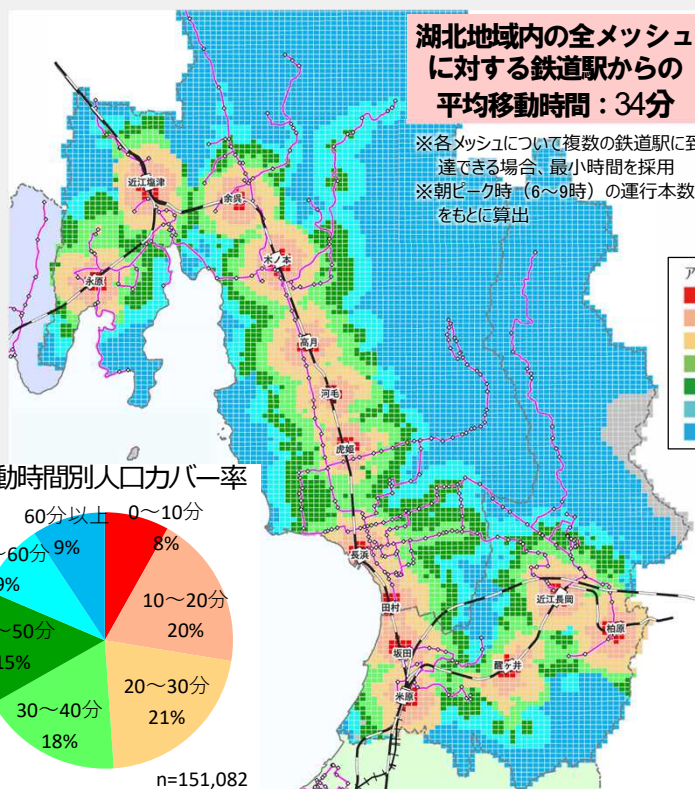 湖北地域内の全メッシュ
に対する鉄道駅からの
平均移動時間：34分
※各メッシュについて複数の鉄道駅に到
達できる場合、最小時間を採用
※朝ピーク時（6～9時）の運行本数
をもとに算出
近江塩津
余呉
木ノ本
永原
高月
河毛
虎姫
長浜
田村
坂田
米原
醒ヶ井
近江長岡
柏原
ア
動時間別人口カバー率
0～10分
8%
10～20分
20%
20～30分
21%
30～40分
18%
～50分
15%
～60分
9%
60分以上
9%
n=151,082